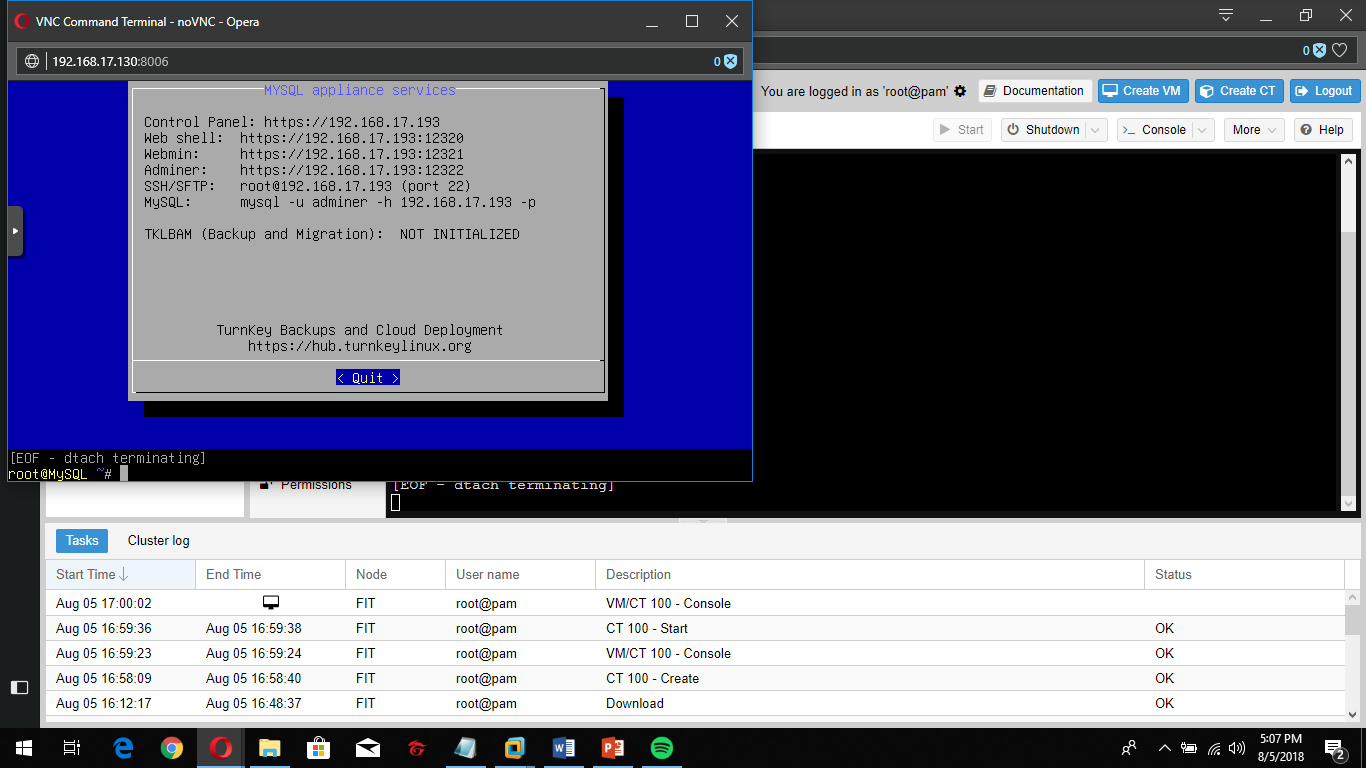 VNC Command Terminal - noVNC - Opera
192.168.17.130:8006
0
0
MYSQL appliance services
Control Panel: https://192.168.17.193
Web shell: https://192.168.17.193:12320
Webmin: https://192.168.17.193:12321
Adminer: https://192.168.17.193:12322
SSH/SFTP: root@192.168.17.193 (port 22)
MySQL: mysql -u adminer -h 192.168.17.193 -p
TKLBAM (Backup and Migration): NOT INITIALIZED
TurnKey Backups and Cloud Deployment
https://hub.turnkeylinux.org
< Quit >
[EOF - dtach terminating]
root@MySQL ~#
You are logged in as 'root@pam' Documentation Create VM Create CT Logout
Start Shutdown Console More Help
Permissions
[EOF - dtach terminating]
Tasks Cluster log
Start Time End Time Node User name Description Status
Aug 05 17:00:02 FIT root@pam VM/CT 100 - Console
Aug 05 16:59:36 Aug 05 16:59:38 FIT root@pam CT 100 - Start OK
Aug 05 16:59:23 Aug 05 16:59:24 FIT root@pam VM/CT 100 - Console OK
Aug 05 16:58:09 Aug 05 16:58:40 FIT root@pam CT 100 - Create OK
Aug 05 16:12:17 Aug 05 16:48:37 FIT root@pam Download OK
5:07 PM
8/5/2018
2